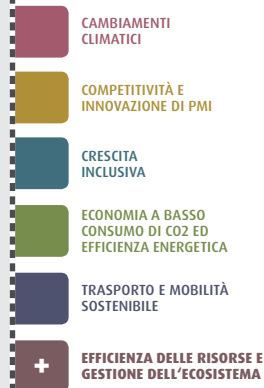 CAMBIAMENTI
CLIMATICI
COMPETITIVITÀ E
INNOVAZIONE DI PMI
CRESCITA
INCLUSIVA
ECONOMIA A BASSO
CONSUMO DI CO2 ED
EFFICIENZA ENERGETICA
TRASPORTO E MOBILITÀ
SOSTENIBILE
+ EFFICIENZA DELLE RISORSE E
GESTIONE DELL'ECOSISTEMA